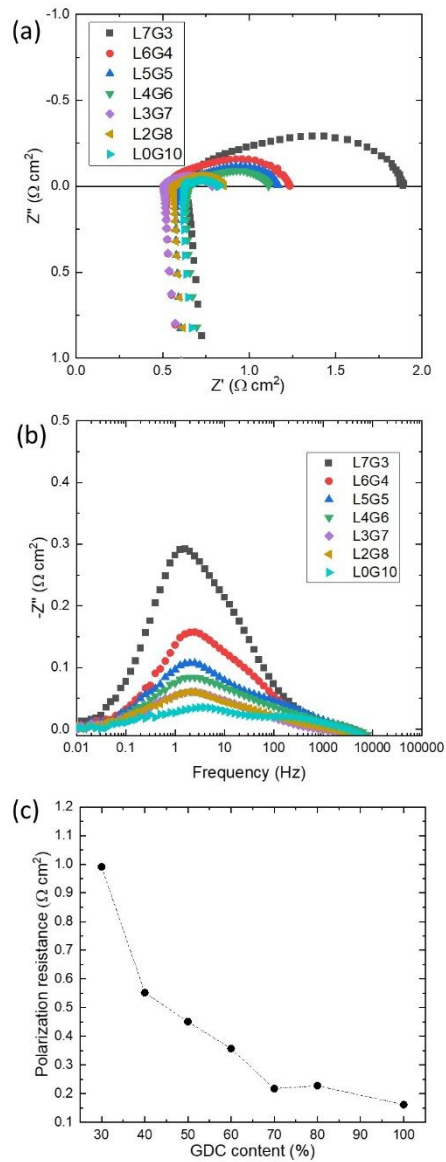 (a)
-1.0
-0.5
0.0
0.5
1.0
Z'' (Ω cm²)
L7G3
L6G4
L5G5
L4G6
L3G7
L2G8
L0G10
0.0 0.5 1.0 1.5 2.0
Z' (Ω cm²)
(b)
0.5
0.4
0.3
0.2
0.1
0.0
-Z'' (Ω cm²)
L7G3
L6G4
L5G5
L4G6
L3G7
L2G8
L0G10
0.01 0.1 1 10 100 1000 10000 100000
Frequency (Hz)
(c)
1.2
1.1
1.0
0.9
0.8
0.7
0.6
0.5
0.4
0.3
0.2
0.1
Polarization resistance (Ω cm²)
30 40 50 60 70 80 90 100
GDC content (%)